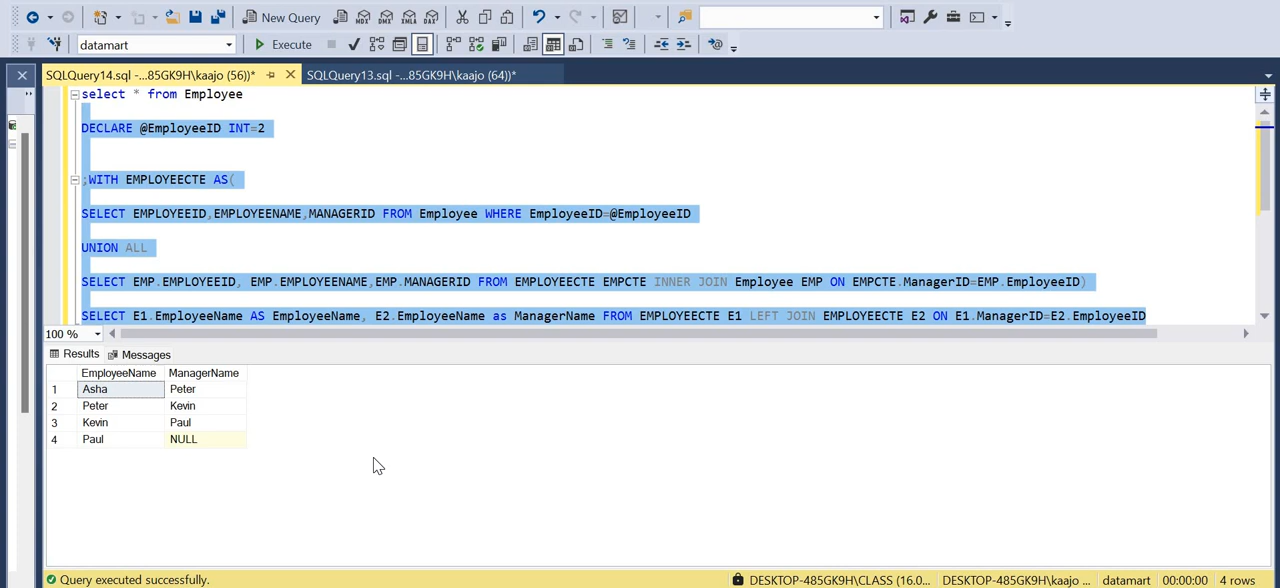 New Query
MDX DMX XMLA DAX
datamart Execute
SQLQuery14.sql -...85GK9H\kaajo (56))* SQLQuery13.sql -...85GK9H\kaajo (64))*
select * from Employee
DECLARE @EmployeeID INT=2
;WITH EMPLOYEECTE AS(
SELECT EMPLOYEEID,EMPLOYEENAME,MANAGERID FROM Employee WHERE EmployeeID=@EmployeeID
UNION ALL
SELECT EMP.EMPLOYEEID, EMP.EMPLOYEENAME,EMP.MANAGERID FROM EMPLOYEECTE EMPCTE INNER JOIN Employee EMP ON EMPCTE.ManagerID=EMP.EmployeeID)
SELECT E1.EmployeeName AS EmployeeName, E2.EmployeeName as ManagerName FROM EMPLOYEECTE E1 LEFT JOIN EMPLOYEECTE E2 ON E1.ManagerID=E2.EmployeeID
100 %
Results Messages
EmployeeName ManagerName
1 Asha Peter
2 Peter Kevin
3 Kevin Paul
4 Paul NULL
Query executed successfully. DESKTOP-485GK9H\CLASS (16.0... DESKTOP-485GK9H\kaajo ... datamart 00:00:00 4 rows